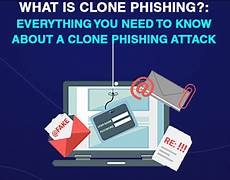 WHAT IS CLONE PHISHING?:
EVERYTHING YOU NEED TO KNOW
ABOUT A CLONE PHISHING ATTACK
@
@FAKE
RE: !!!